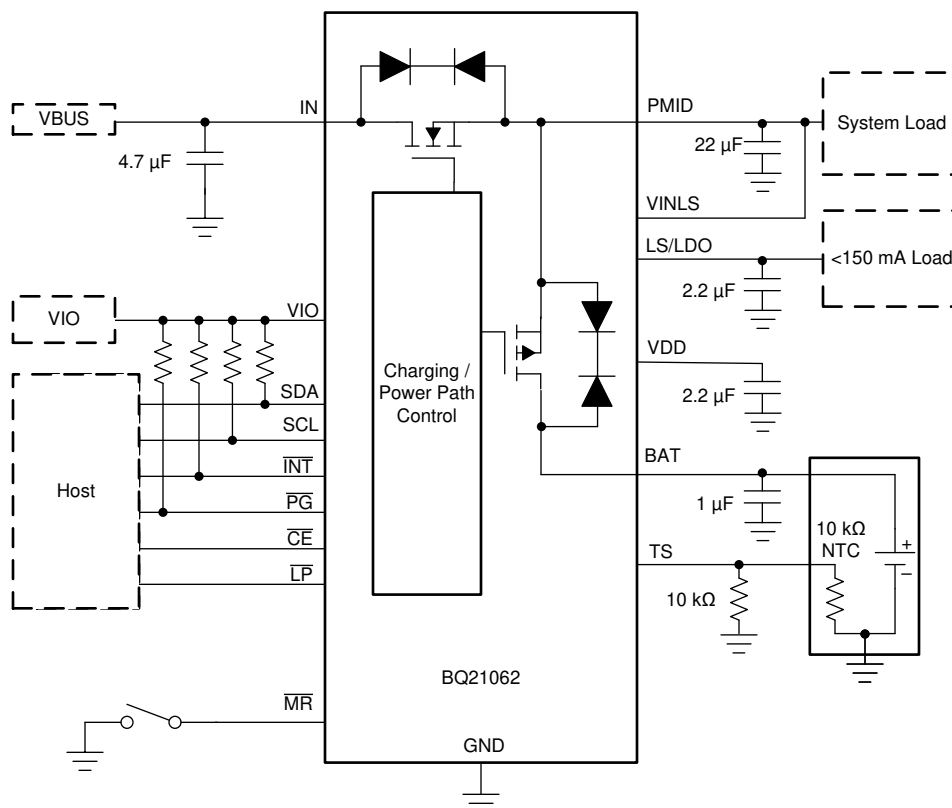 VBUS
IN
4.7 µF
PMID
22 µF
System Load
VINLS
LS/LDO
<150 mA Load
2.2 µF
VIO
VIO
VDD
2.2 µF
Charging /
Power Path
Control
Host
SDA
SCL
INT
PG
CE
LP
BAT
1 µF
10 kΩ
NTC
+
−
TS
10 kΩ
BQ21062
MR
GND